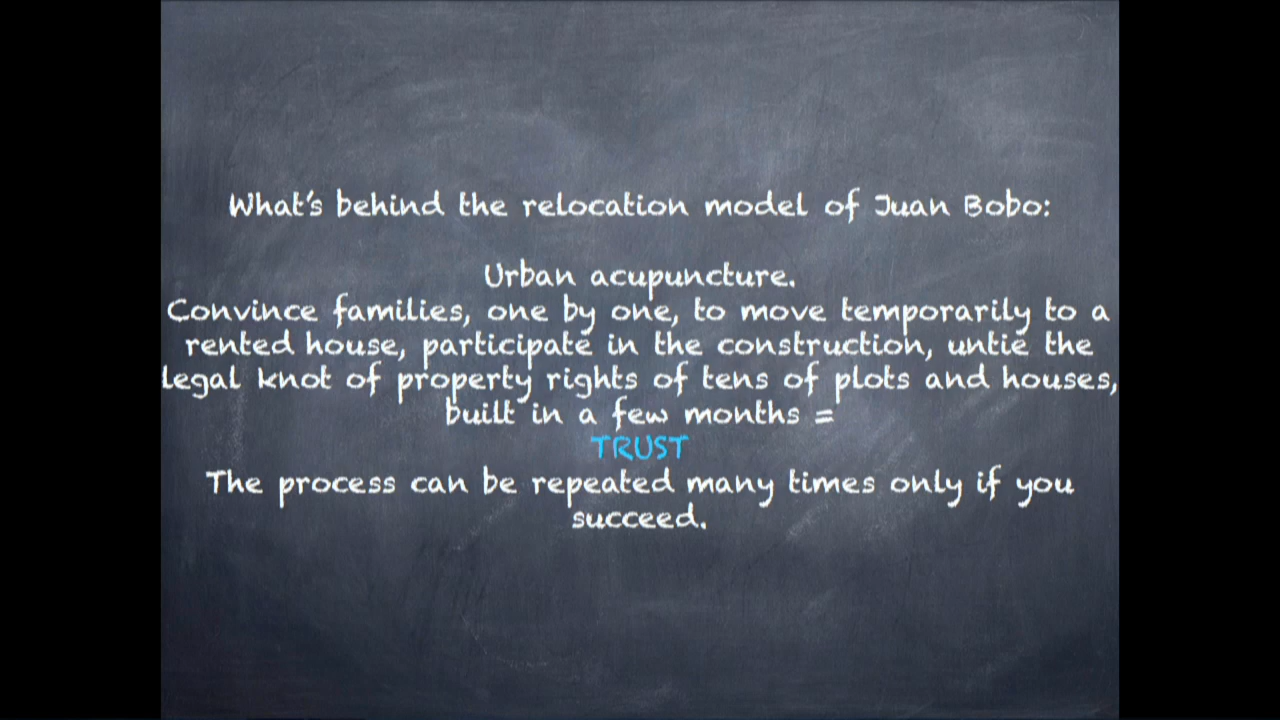 What's behind the relocation model of Juan Bobo:
Urban acupuncture.
Convince families, one by one, to move temporarily to a
rented house, participate in the construction, untie the
legal knot of property rights of tens of plots and houses,
built in a few months =
TRUST
The process can be repeated many times only if you
succeed.